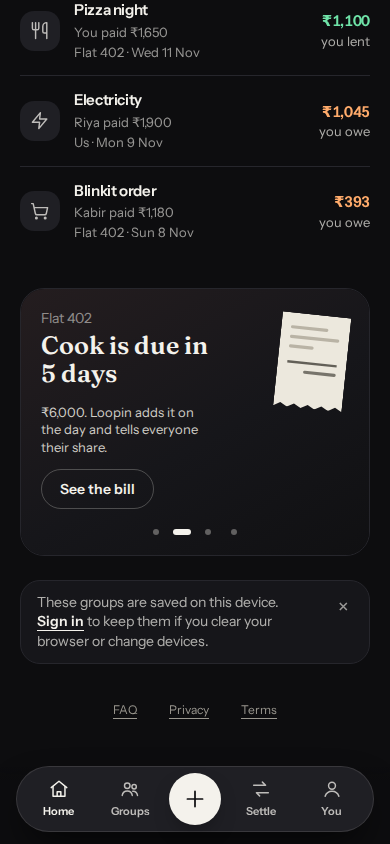 Pizza night
₹1,100
You paid ₹1,650
you lent
Flat 402 · Wed 11 Nov
Electricity
₹1,045
Riya paid ₹1,900
you owe
Us · Mon 9 Nov
Blinkit order
₹393
Kabir paid ₹1,180
you owe
Flat 402 · Sun 8 Nov
Flat 402
Cook is due in
5 days
₹6,000. Loopin adds it on
the day and tells everyone
their share.
See the bill
These groups are saved on this device.
Sign in to keep them if you clear your
browser or change devices.
FAQ Privacy Terms
Home Groups Settle You